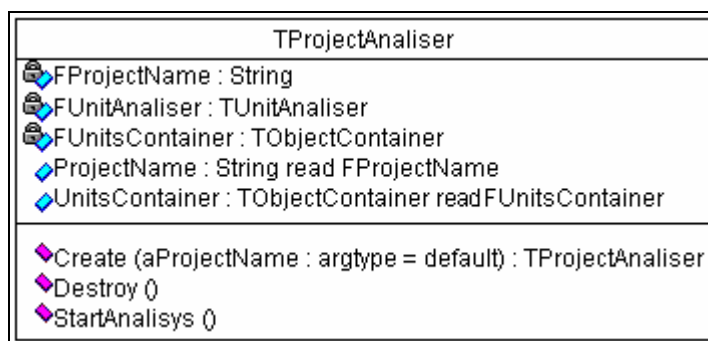 TProjectAnaliser
FProjectName : String
FUnitAnaliser : TUnitAnaliser
FUnitsContainer : TObjectContainer
ProjectName : String read FProjectName
UnitsContainer : TObjectContainer readFUnitsContainer
Create (aProjectName : argtype = default) : TProjectAnaliser
Destroy ()
StartAnalisys ()